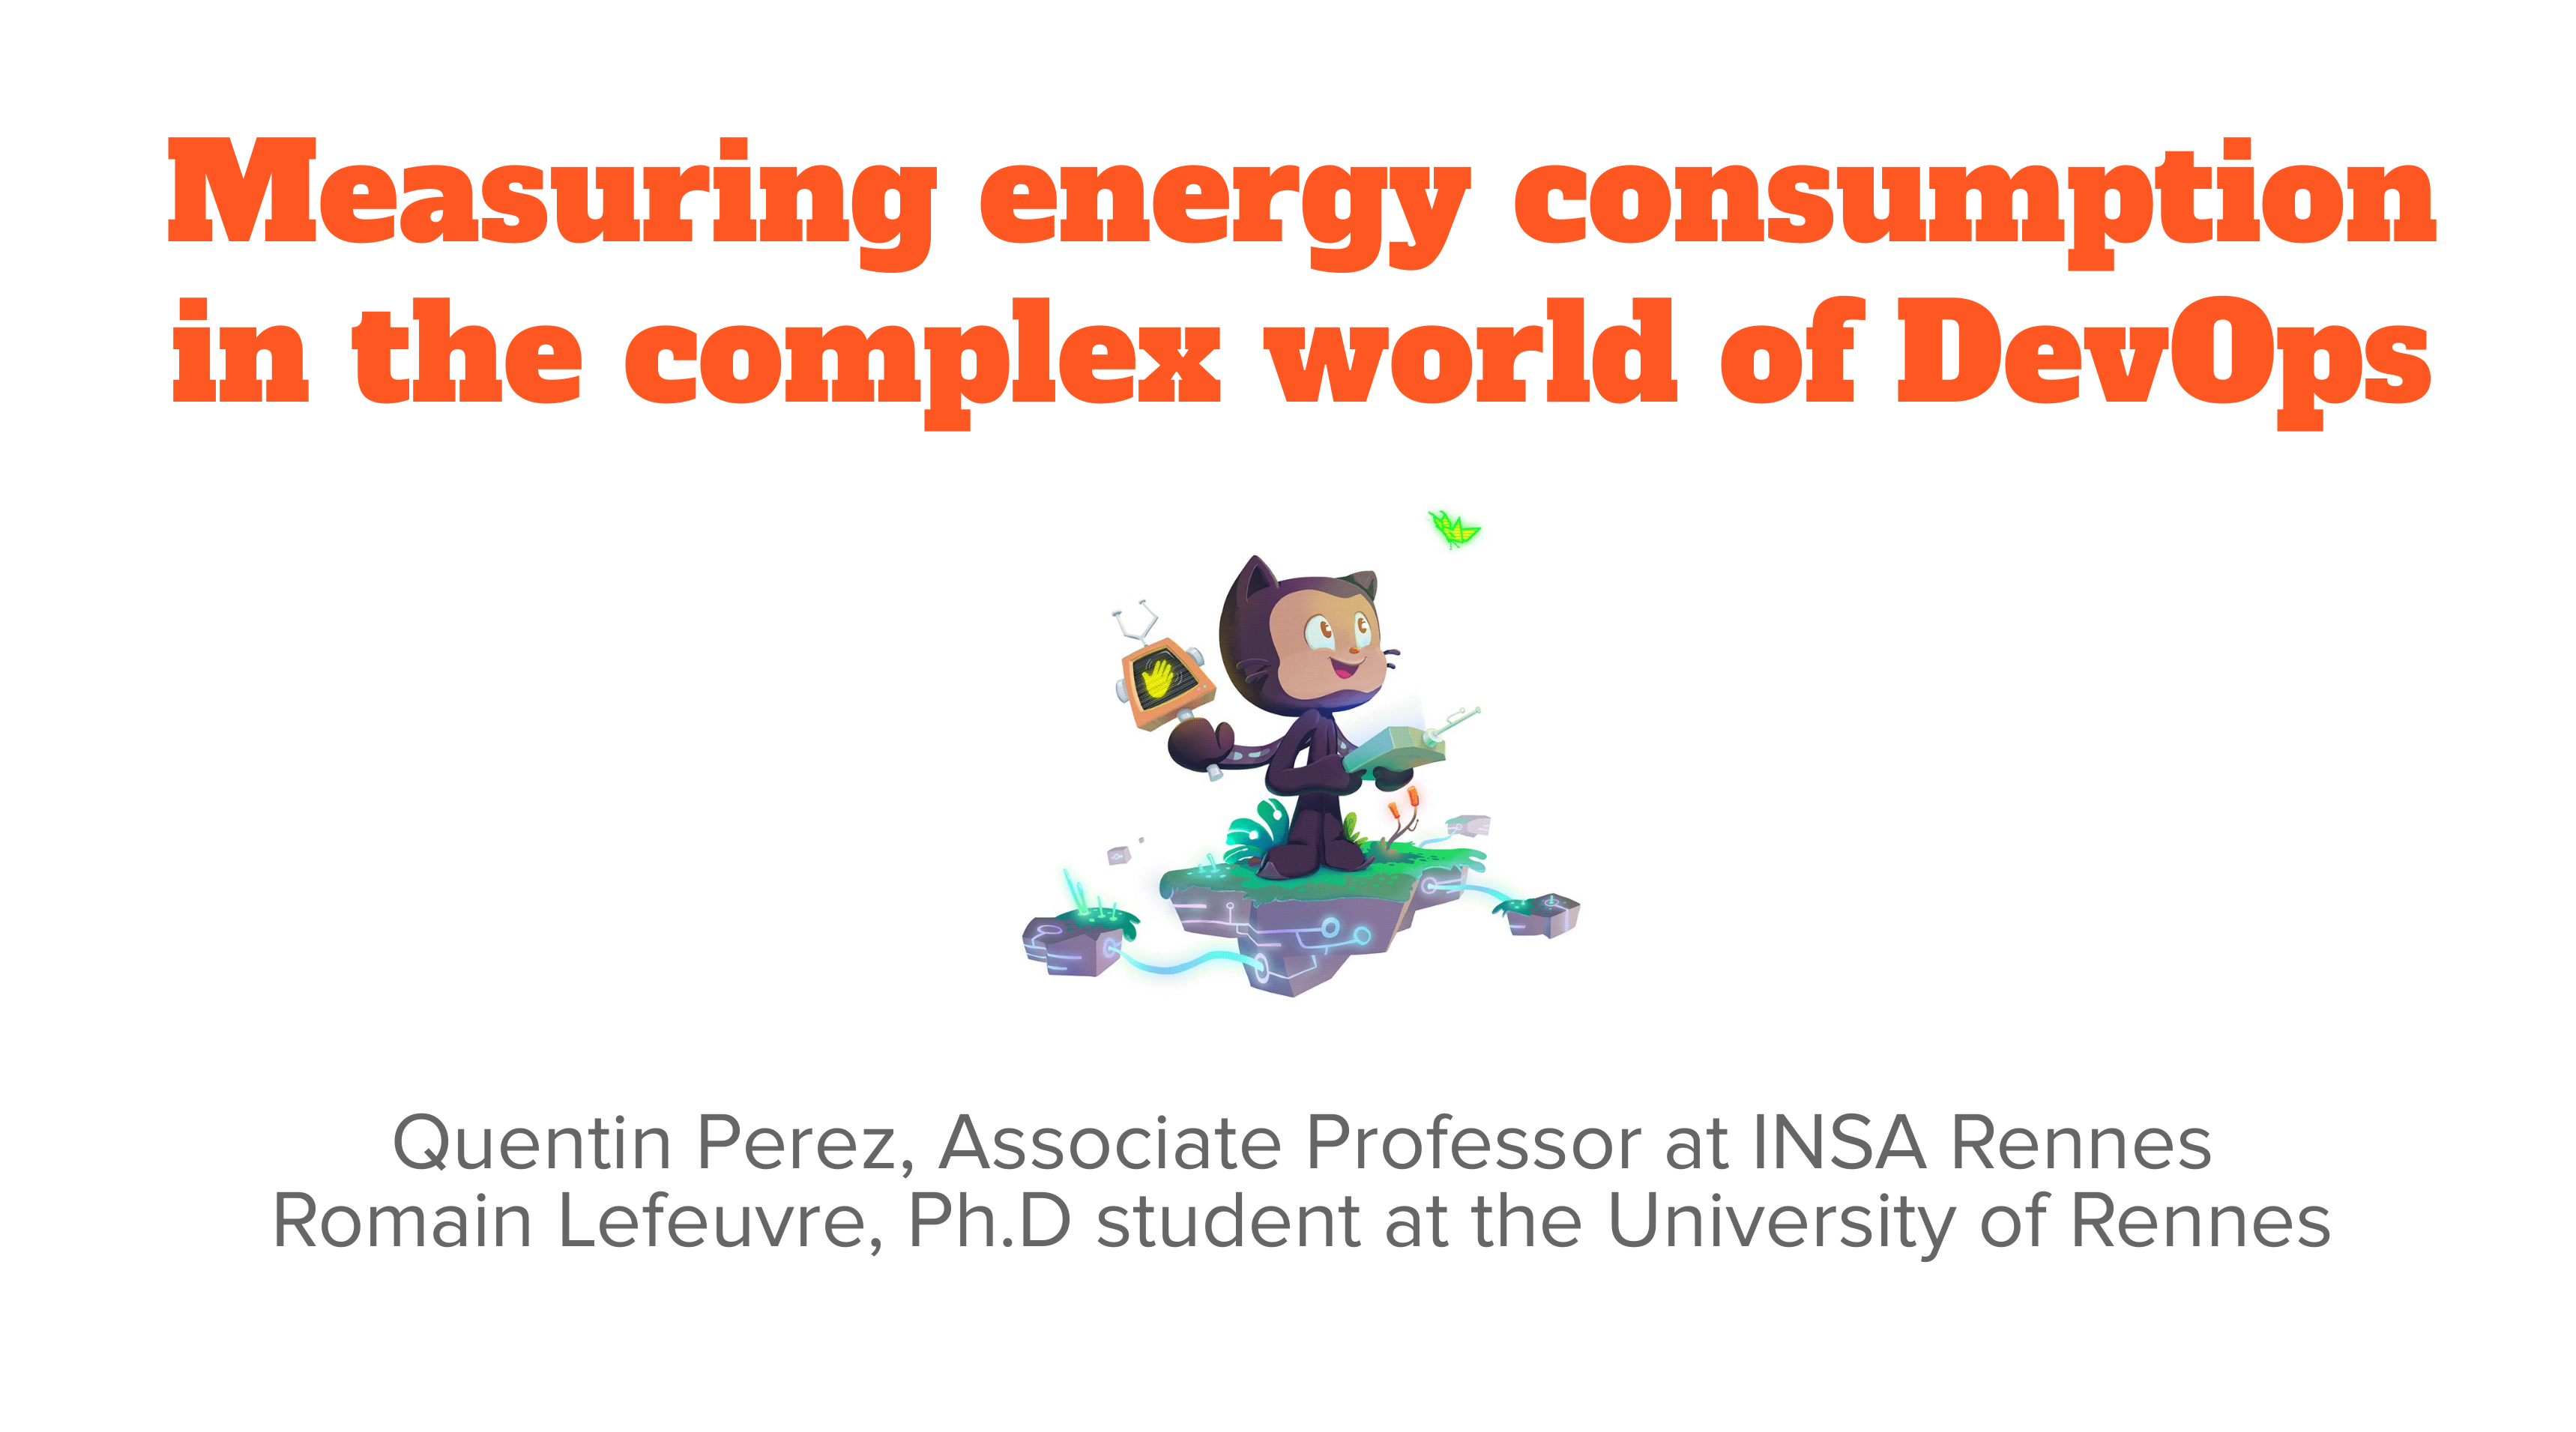 Measuring energy consumption
in the complex world of DevOps
Quentin Perez, Associate Professor at INSA Rennes
Romain Lefeuvre, Ph.D student at the University of Rennes